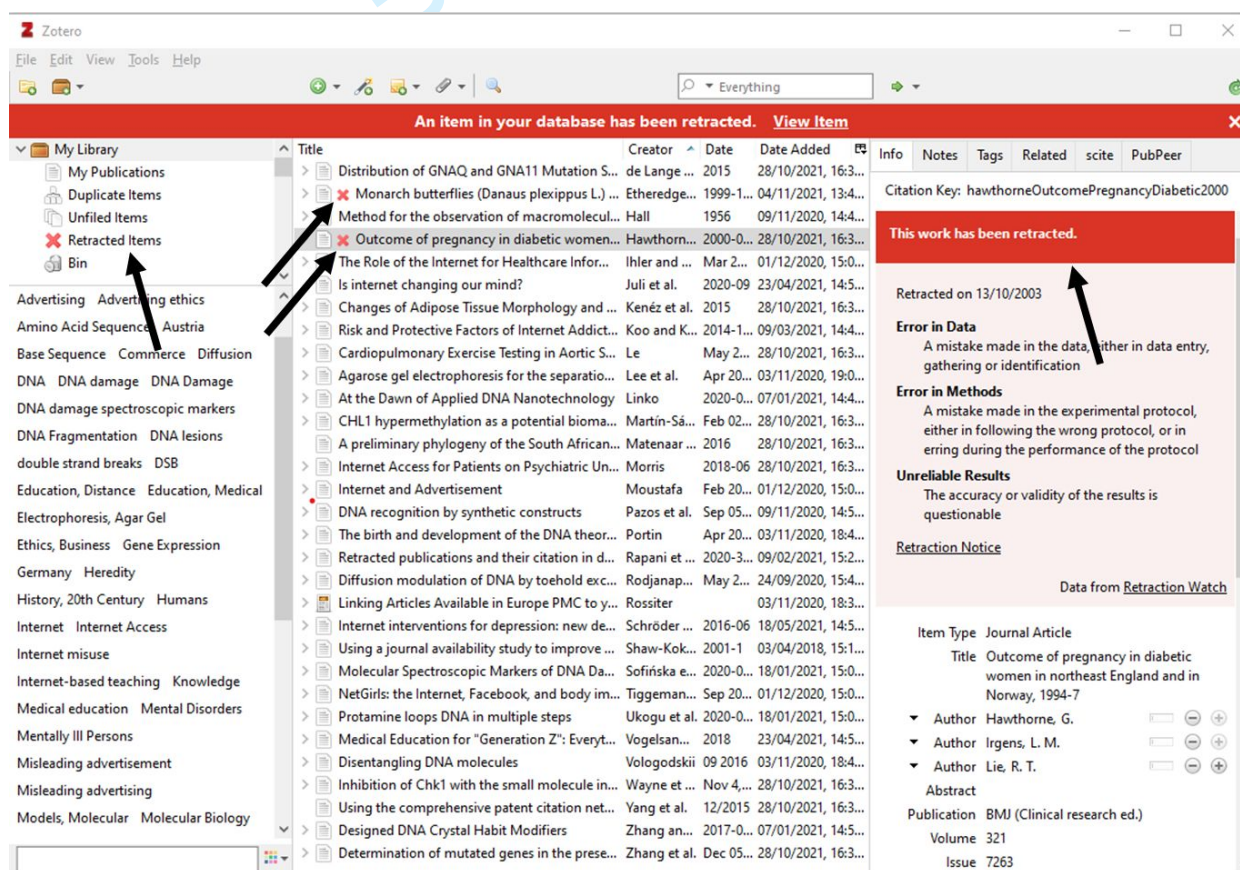 Zotero
File Edit View Tools Help
Everything
An item in your database has been retracted. View Item
My Library
My Publications
Duplicate Items
Unfiled Items
Retracted Items
Bin
Advertising Advertising ethics
Amino Acid Sequence Austria
Base Sequence Commerce Diffusion
DNA DNA damage DNA Damage
DNA damage spectroscopic markers
DNA Fragmentation DNA lesions
double strand breaks DSB
Education, Distance Education, Medical
Electrophoresis, Agar Gel
Ethics, Business Gene Expression
Germany Heredity
History, 20th Century Humans
Internet Internet Access
Internet misuse
Internet-based teaching Knowledge
Medical education Mental Disorders
Mentally Ill Persons
Misleading advertisement
Misleading advertising
Models, Molecular Molecular Biology
Title Creator Date Date Added
Distribution of GNAQ and GNA11 Mutation S... de Lange ... 2015 28/10/2021, 16:3...
Monarch butterflies (Danaus plexippus L.) ... Etheredge... 1999-1... 04/11/2021, 13:4...
Method for the observation of macromolecul... Hall 1956 09/11/2020, 14:4...
Outcome of pregnancy in diabetic women... Hawthorn... 2000-0... 28/10/2021, 16:3...
The Role of the Internet for Healthcare Infor... Ihler and ... Mar 2... 01/12/2020, 15:0...
Is internet changing our mind? Juli et al. 2020-09 23/04/2021, 14:5...
Changes of Adipose Tissue Morphology and ... Kenéz et al. 2015 28/10/2021, 16:3...
Risk and Protective Factors of Internet Addict... Koo and K... 2014-1... 09/03/2021, 14:4...
Cardiopulmonary Exercise Testing in Aortic S... Le May 2... 28/10/2021, 16:3...
Agarose gel electrophoresis for the separatio... Lee et al. Apr 20... 03/11/2020, 19:0...
At the Dawn of Applied DNA Nanotechnology Linko 2020-0... 07/01/2021, 14:4...
CHL1 hypermethylation as a potential bioma... Martín-Sá... Feb 02... 28/10/2021, 16:3...
A preliminary phylogeny of the South African... Matenaar ... 2016 28/10/2021, 16:3...
Internet Access for Patients on Psychiatric Un... Morris 2018-06 28/10/2021, 16:3...
Internet and Advertisement Moustafa Feb 20... 01/12/2020, 15:0...
DNA recognition by synthetic constructs Pazos et al. Sep 05... 09/11/2020, 14:5...
The birth and development of the DNA theor... Portin Apr 20... 03/11/2020, 18:4...
Retracted publications and their citation in d... Rapani et ... 2020-3... 09/02/2021, 15:2...
Diffusion modulation of DNA by toehold exc... Rodjanap... May 2... 24/09/2020, 15:4...
Linking Articles Available in Europe PMC to y... Rossiter 03/11/2020, 18:3...
Internet interventions for depression: new de... Schröder ... 2016-06 18/05/2021, 14:5...
Using a journal availability study to improve ... Shaw-Kok... 2001-1 03/04/2018, 15:1...
Molecular Spectroscopic Markers of DNA Da... Sofińska e... 2020-0... 18/01/2021, 15:0...
NetGirls: the Internet, Facebook, and body im... Tiggeman... Sep 20... 01/12/2020, 15:0...
Protamine loops DNA in multiple steps Ukogu et al. 2020-0... 18/01/2021, 15:0...
Medical Education for "Generation Z": Everyt... Vogelsan... 2018 23/04/2021, 14:5...
Disentangling DNA molecules Vologodskii 09 2016 03/11/2020, 18:4...
Inhibition of Chk1 with the small molecule in... Wayne et ... Nov 4,... 28/10/2021, 16:3...
Using the comprehensive patent citation net... Yang et al. 12/2015 28/10/2021, 16:3...
Designed DNA Crystal Habit Modifiers Zhang an... 2017-0... 07/01/2021, 14:5...
Determination of mutated genes in the prese... Zhang et al. Dec 05... 28/10/2021, 16:3...
Info Notes Tags Related scite PubPeer
Citation Key: hawthorneOutcomePregnancyDiabetic2000
This work has been retracted.
Retracted on 13/10/2003
Error in Data
A mistake made in the data, either in data entry,
gathering or identification
Error in Methods
A mistake made in the experimental protocol,
either in following the wrong protocol, or in
erring during the performance of the protocol
Unreliable Results
The accuracy or validity of the results is
questionable
Retraction Notice
Data from Retraction Watch
Item Type Journal Article
Title Outcome of pregnancy in diabetic
women in northeast England and in
Norway, 1994-7
Author Hawthorne, G.
Author Irgens, L. M.
Author Lie, R. T.
Abstract
Publication BMJ (Clinical research ed.)
Volume 321
Issue 7263